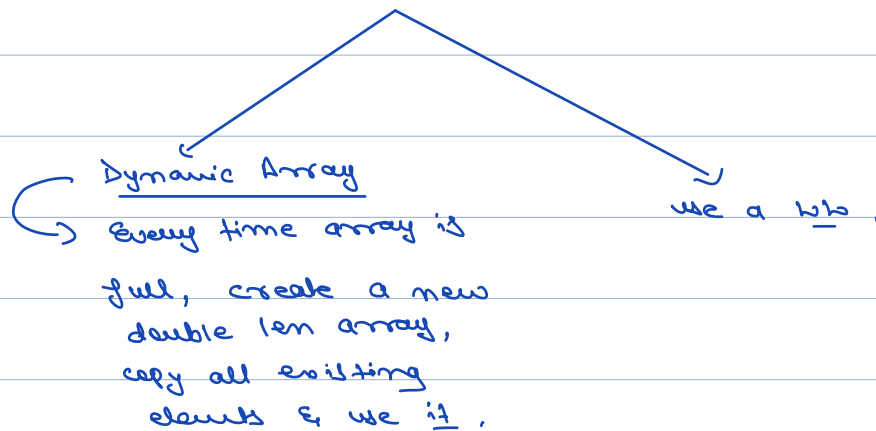 Dynamic Array
use a LL.
Every time array is
full, create a new
double len array,
copy all existing
elements & use it.